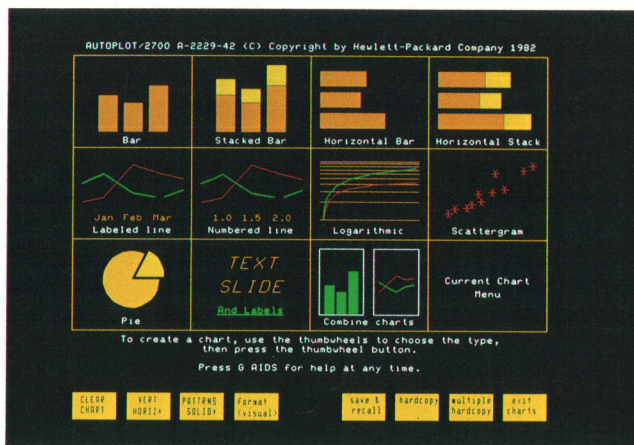 AUTOPLOT/2700 A-2229-42 (C) Copyright by Hewlett-Packard Company 1982
Bar
Stacked Bar
Horizontal Bar
Horizontal Stack
Jan Feb Mar
Labeled line
1.0 1.5 2.0
Numbered line
Logarithmic
Scattergram
Pie
TEXT
SLIDE
And Labels
Combine charts
Current Chart
Menu
To create a chart, use the thumbwheels to choose the type,
then press the thumbwheel button.
Press G AIDS for help at any time.
CLEAR
CHART
VERT
HORIZ*
PATTRNS
SOLID*
Format
(visual)
save &
recall
hardcopy
multiple
hardcopy
exit
charts